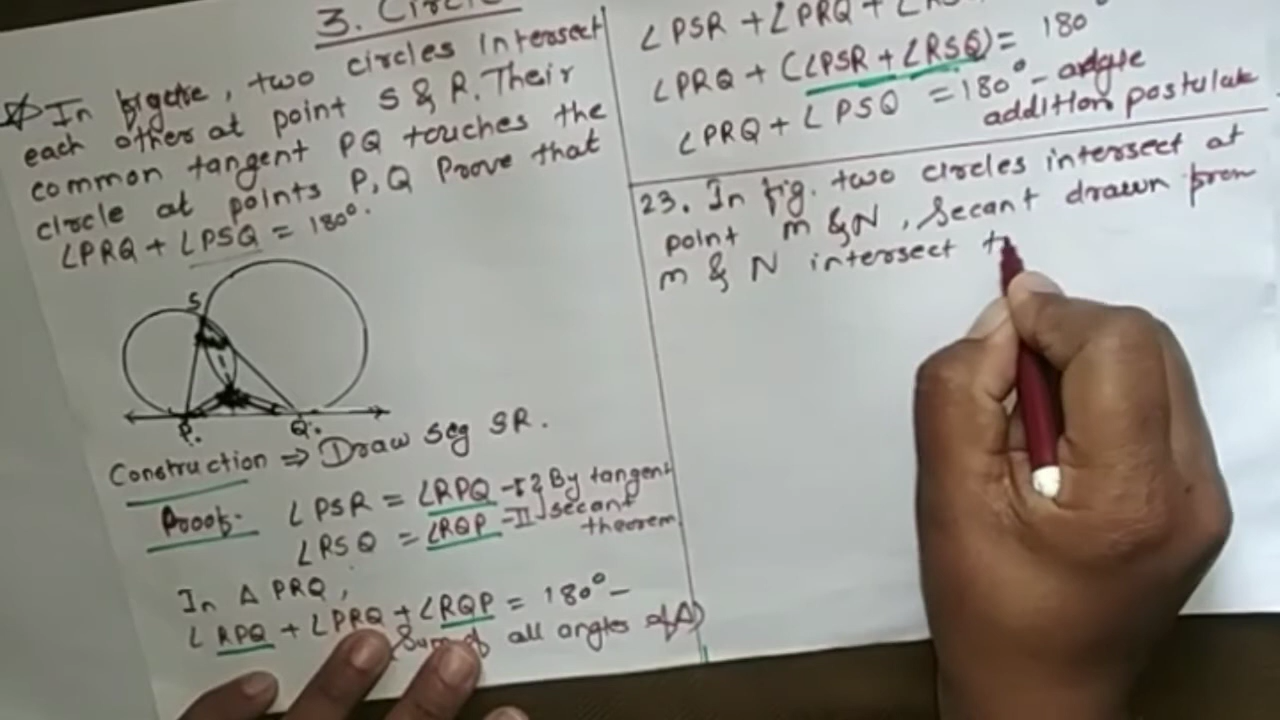 3. Circle
In figure, two circles intersect
each other at point S & R. Their
common tangent PQ touches the
circle at points P, Q Prove that
∠PRQ + ∠PSQ = 180°.
S
P. Q.
Construction ⇒ Draw seg SR.
Proof:- ∠PSR = ∠RPQ -I } By tangent
∠RSQ = ∠RQP -II secant
theorem
In Δ PRQ,
∠RPQ + ∠PRQ + ∠RQP = 180° -
(Sum of all angles of Δ)
∠PSR + ∠PRQ +
∠PRQ + (∠PSR + ∠RSQ) = 180°
∠PRQ + ∠PSQ = 180° - angle
addition postulate
23. In fig. two circles intersect at
point m & N, Secant drawn from
m & N intersect t